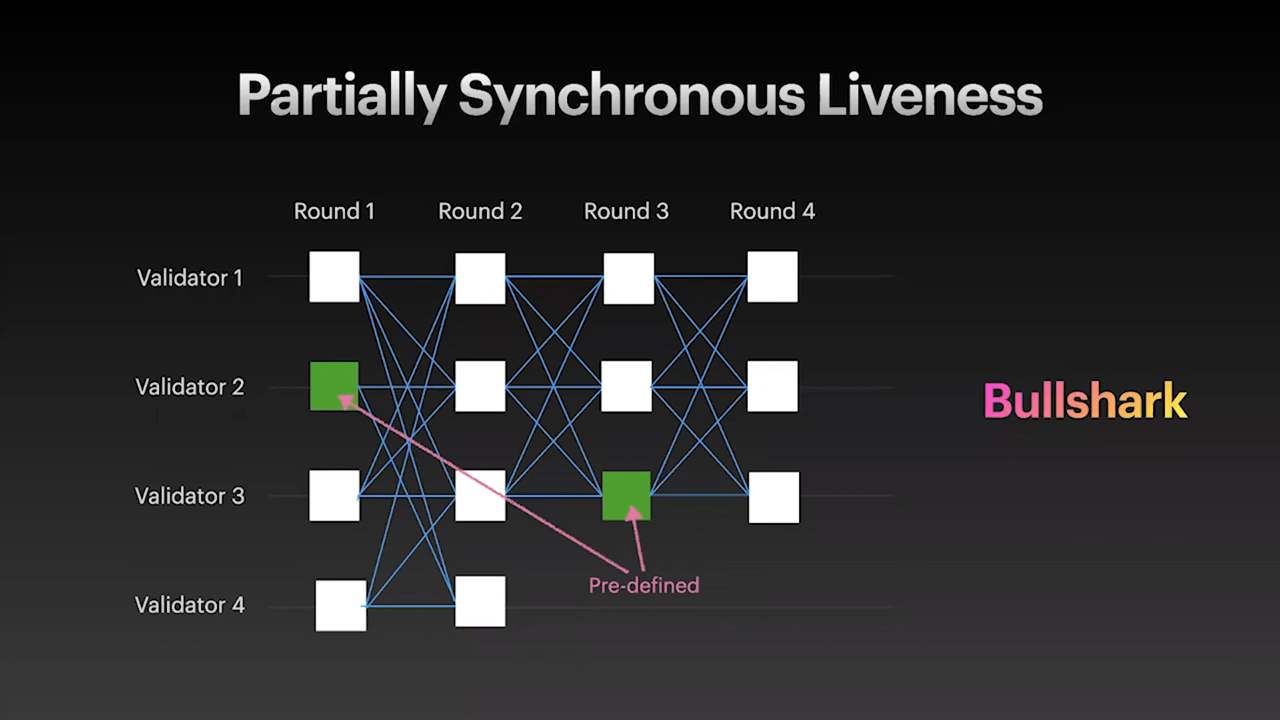 Partially Synchronous Liveness
Round 1 Round 2 Round 3 Round 4
Validator 1
Validator 2
Bullshark
Validator 3
Pre-defined
Validator 4